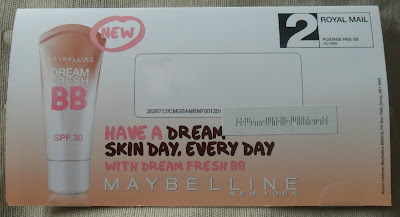 NEW
MAYBELLINE
DREAM
FRESH
BB
SPF 30
2
ROYAL MAIL
POSTAGE PAID GB
HQ
HAVE A DREAM
SKIN DAY, EVERY DAY
WITH DREAM FRESH BB
MAYBELLINE
NEW YORK